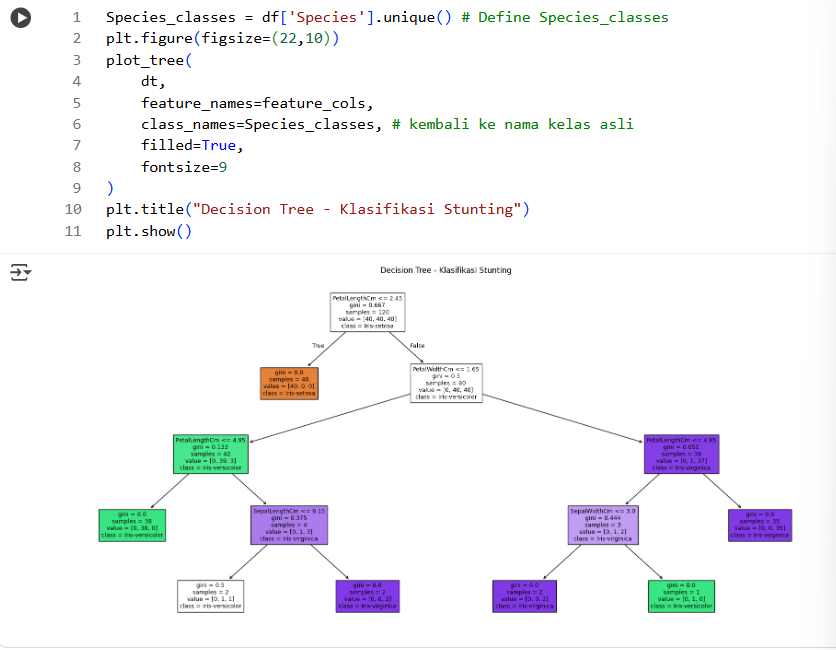 1 Species_classes = df['Species'].unique() # Define Species_classes
2 plt.figure(figsize=(22,10))
3 plot_tree(
4 dt,
5 feature_names=feature_cols,
6 class_names=Species_classes, # kembali ke nama kelas asli
7 filled=True,
8 fontsize=9
9 )
10 plt.title("Decision Tree - Klasifikasi Stunting")
11 plt.show()
Decision Tree - Klasifikasi Stunting
PetalLengthCm <= 2.45
gini = 0.667
samples = 120
value = [40, 40, 40]
class = Iris-setosa
True
False
gini = 0.0
samples = 40
value = [40, 0, 0]
class = Iris-setosa
PetalWidthCm <= 1.65
gini = 0.5
samples = 80
value = [0, 40, 40]
class = Iris-versicolor
PetalLengthCm <= 4.95
gini = 0.133
samples = 42
value = [0, 39, 3]
class = Iris-versicolor
PetalLengthCm <= 4.85
gini = 0.051
samples = 38
value = [0, 1, 37]
class = Iris-virginica
gini = 0.0
samples = 38
value = [0, 38, 0]
class = Iris-versicolor
SepalLengthCm <= 6.15
gini = 0.375
samples = 4
value = [0, 1, 3]
class = Iris-virginica
SepalWidthCm <= 3.0
gini = 0.444
samples = 3
value = [0, 1, 2]
class = Iris-virginica
gini = 0.0
samples = 35
value = [0, 0, 35]
class = Iris-virginica
gini = 0.5
samples = 2
value = [0, 1, 1]
class = Iris-versicolor
gini = 0.0
samples = 2
value = [0, 0, 2]
class = Iris-virginica
gini = 0.0
samples = 2
value = [0, 0, 2]
class = Iris-virginica
gini = 0.0
samples = 1
value = [0, 1, 0]
class = Iris-versicolor